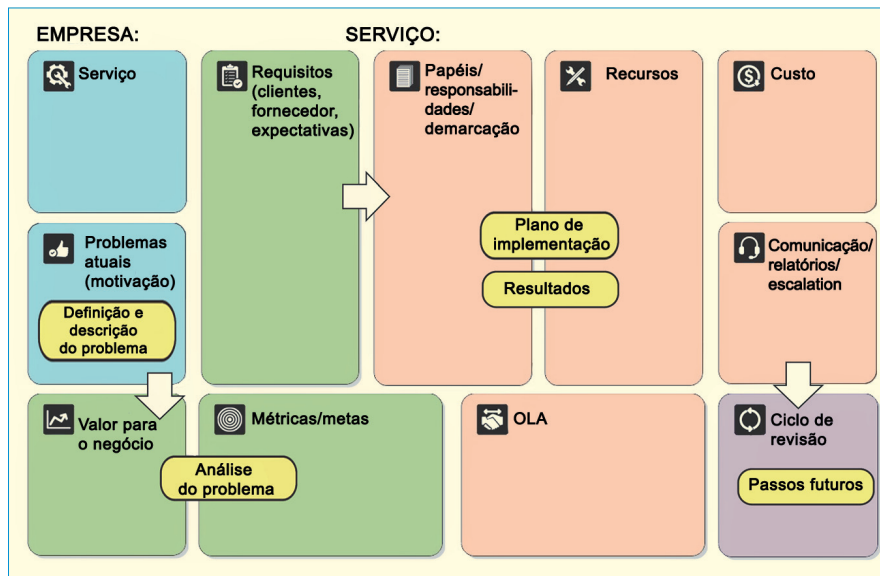 EMPRESA:
SERVIÇO:
Serviço
Requisitos
(clientes,
fornecedor,
expectativas)
Papéis/
responsabili-
dades/
demarcação
Recursos
Custo
Problemas
atuais
(motivação)
Definição e
descrição
do problema
Plano de
implementação
Resultados
Comunicação/
relatórios/
escalation
Valor para
o negócio
Métricas/metas
Análise
do problema
OLA
Ciclo de
revisão
Passos futuros